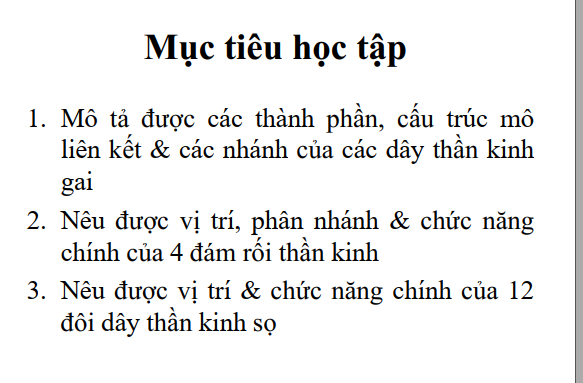 Mục tiêu học tập
1. Mô tả được các thành phần, cấu trúc mô
liên kết & các nhánh của các dây thần kinh
gai
2. Nêu được vị trí, phân nhánh & chức năng
chính của 4 đám rối thần kinh
3. Nêu được vị trí & chức năng chính của 12
đôi dây thần kinh sọ